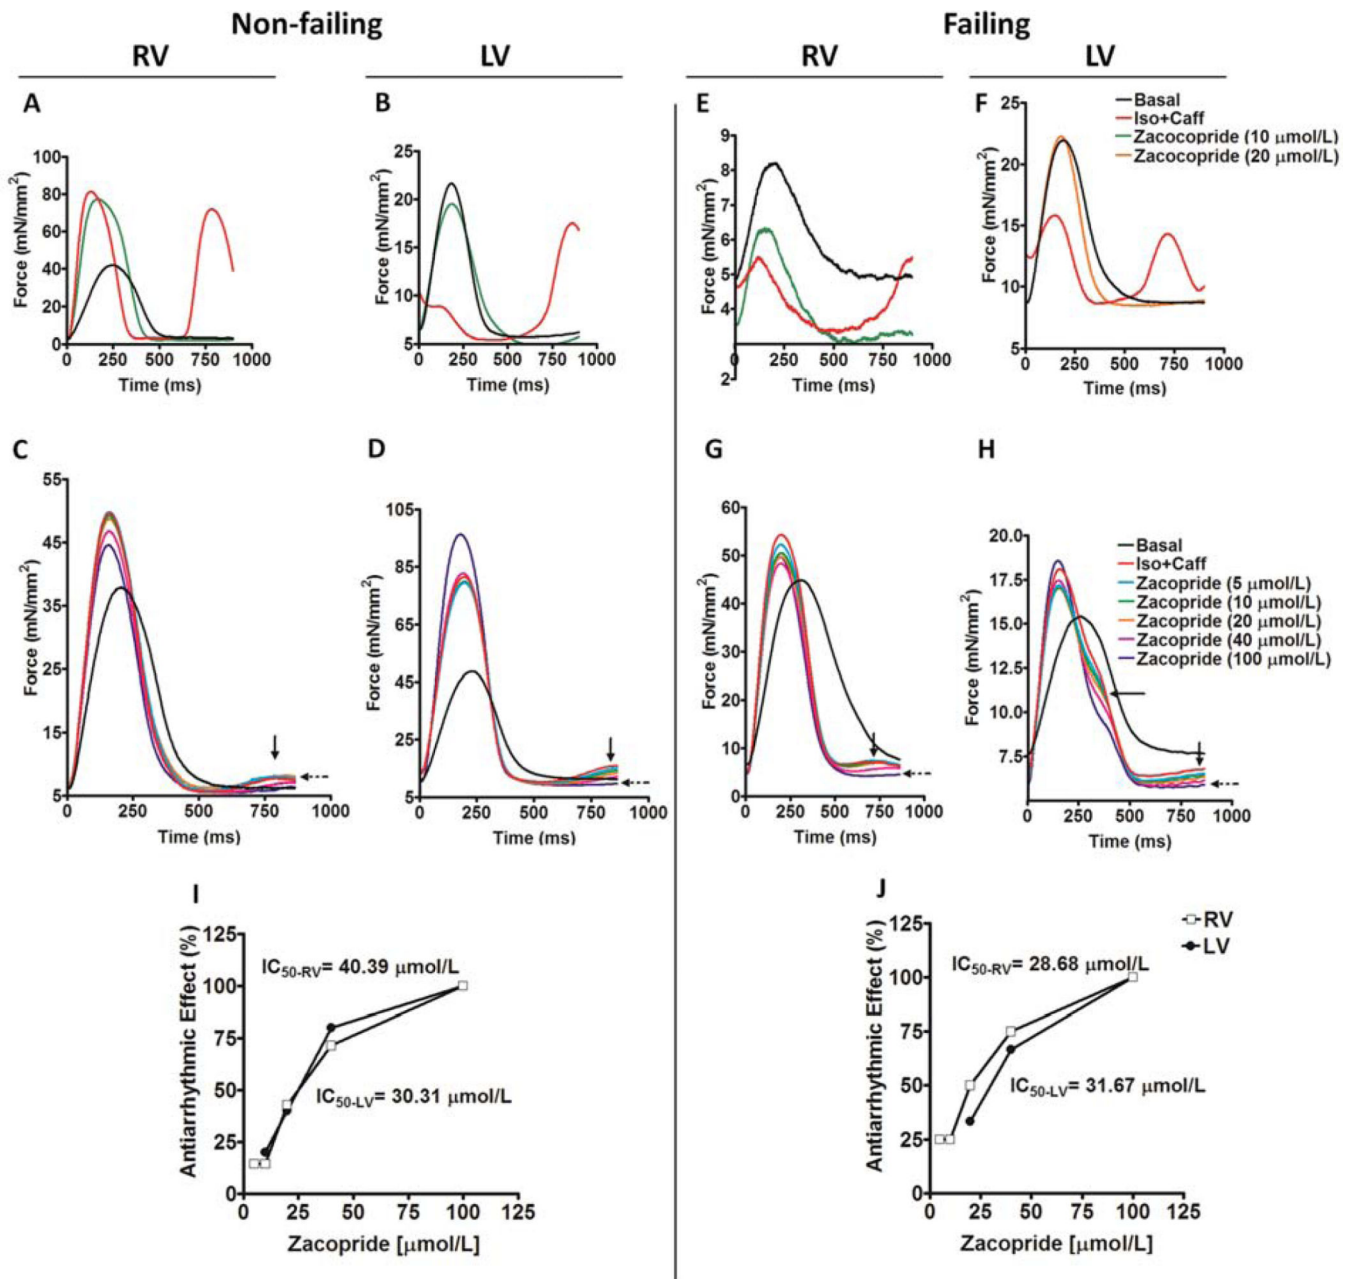 Non-failing
Failing
RV
LV
RV
LV
A
Force (mN/mm²)
100
80
60
40
20
0
0 250 500 750 1000
Time (ms)
B
Force (mN/mm²)
25
20
15
10
5
0 250 500 750 1000
Time (ms)
E
Force (mN/mm²)
9
8
7
6
5
4
2
0 250 500 750 1000
Time (ms)
F
Force (mN/mm²)
25
20
15
10
5
0 250 500 750 1000
Time (ms)
Basal
Iso+Caff
Zacocopride (10 μmol/L)
Zacocopride (20 μmol/L)
C
Force (mN/mm²)
55
45
35
25
15
5
0 250 500 750 1000
Time (ms)
D
Force (mN/mm²)
105
85
65
45
25
5
0 250 500 750 1000
Time (ms)
G
Force (mN/mm²)
60
50
40
30
20
10
0
0 250 500 750 1000
Time (ms)
H
Force (mN/mm²)
20.0
17.5
15.0
12.5
10.0
7.5
0 250 500 750 1000
Time (ms)
Basal
Iso+Caff
Zacopride (5 μmol/L)
Zacopride (10 μmol/L)
Zacopride (20 μmol/L)
Zacopride (40 μmol/L)
Zacopride (100 μmol/L)
I
Antiarrhythmic Effect (%)
125
100
75
50
25
0
IC50-RV= 40.39 μmol/L
IC50-LV= 30.31 μmol/L
0 25 50 75 100 125
Zacopride [μmol/L]
J
Antiarrhythmic Effect (%)
125
100
75
50
25
0
IC50-RV= 28.68 μmol/L
IC50-LV= 31.67 μmol/L
0 25 50 75 100 125
Zacopride [μmol/L]
RV
LV